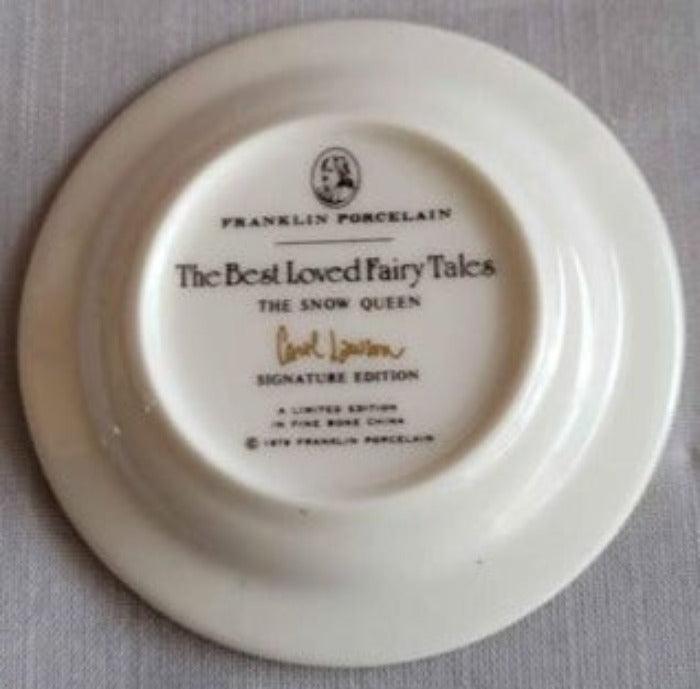 FRANKLIN PORCELAIN
The Best Loved Fairy Tales
THE SNOW QUEEN
Carol Lawson
SIGNATURE EDITION
A LIMITED EDITION
IN FINE BONE CHINA
© 1979 FRANKLIN PORCELAIN